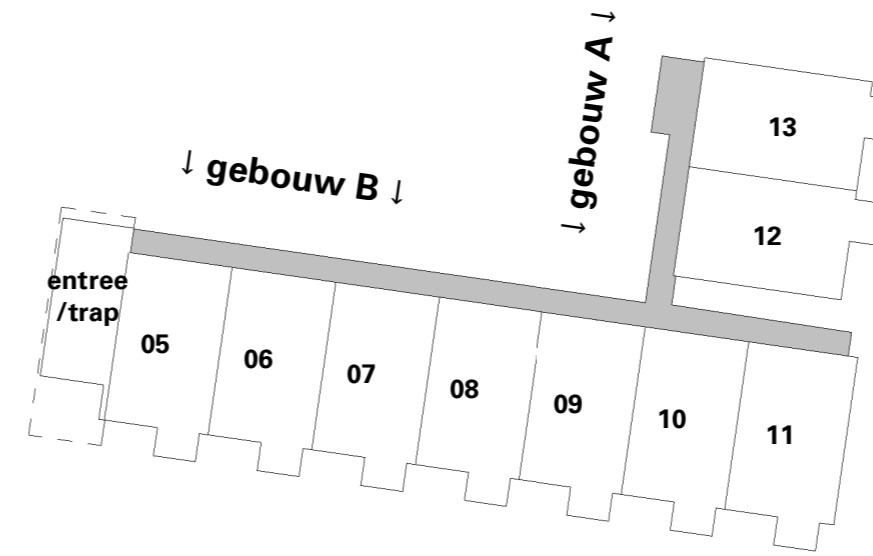 ↓ gebouw B ↓
↓ gebouw A ↓
entree
/trap
05
06
07
08
09
10
11
12
13